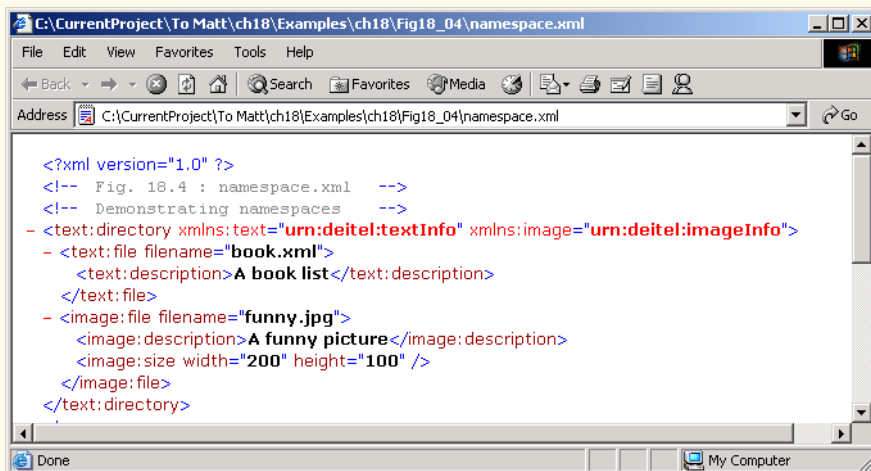 C:\CurrentProject\To Matt\ch18\Examples\ch18\Fig18_04\namespace.xml
File Edit View Favorites Tools Help
Back Search Favorites Media
Address C:\CurrentProject\To Matt\ch18\Examples\ch18\Fig18_04\namespace.xml Go
<?xml version="1.0" ?>
<!-- Fig. 18.4 : namespace.xml -->
<!-- Demonstrating namespaces -->
- <text:directory xmlns:text="urn:deitel:textInfo" xmlns:image="urn:deitel:imageInfo">
- <text:file filename="book.xml">
<text:description>A book list</text:description>
</text:file>
- <image:file filename="funny.jpg">
<image:description>A funny picture</image:description>
<image:size width="200" height="100" />
</image:file>
</text:directory>
Done My Computer